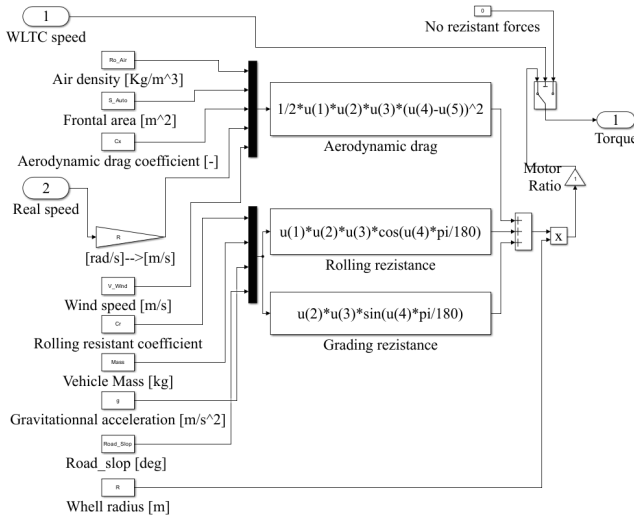 1
WLTC speed
0
No rezistant forces
Ro_Air
Air density [Kg/m^3]
S_Auto
Frontal area [m^2]
Cx
Aerodynamic drag coefficient [-]
1/2*u(1)*u(2)*u(3)*(u(4)-u(5))^2
Aerodynamic drag
1
Torque
2
Real speed
R
[rad/s]-->[m/s]
1
Motor
Ratio
V_Wind
Wind speed [m/s]
u(1)*u(2)*u(3)*cos(u(4)*pi/180)
Rolling rezistance
+
+
+
x
Cr
Rolling resistant coefficient
u(2)*u(3)*sin(u(4)*pi/180)
Grading rezistance
Mass
Vehicle Mass [kg]
g
Gravitationnal acceleration [m/s^2]
Road_Slop
Road_slop [deg]
R
Whell radius [m]